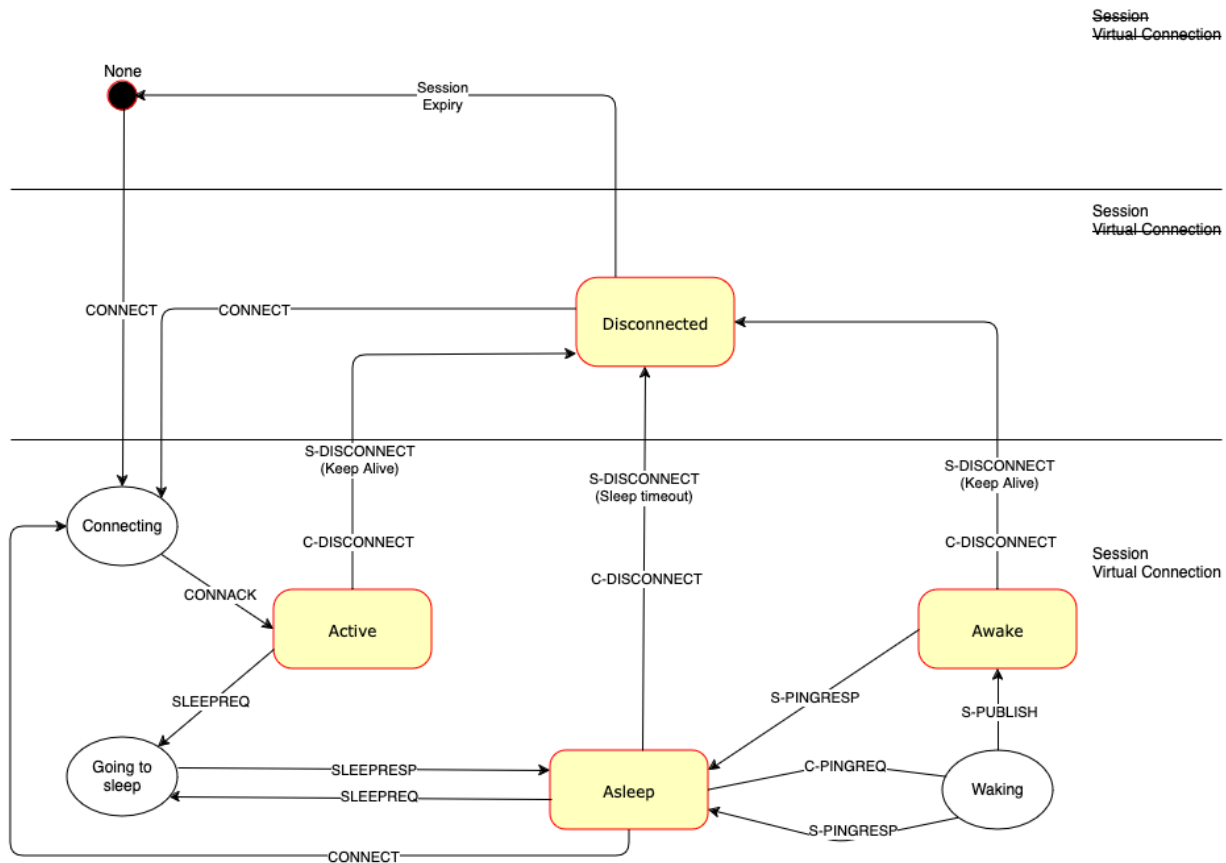 Session
Virtual Connection
None
Session
Expiry
Session
Virtual Connection
CONNECT
CONNECT
Disconnected
S-DISCONNECT
(Keep Alive)
S-DISCONNECT
(Sleep timeout)
S-DISCONNECT
(Keep Alive)
Connecting
C-DISCONNECT
C-DISCONNECT
Session
Virtual Connection
C-DISCONNECT
CONNACK
Active
Awake
SLEEPREQ
S-PINGRESP
S-PUBLISH
Going to
sleep
SLEEPRESP
C-PINGREQ
SLEEPREQ
Asleep
Waking
S-PINGRESP
CONNECT